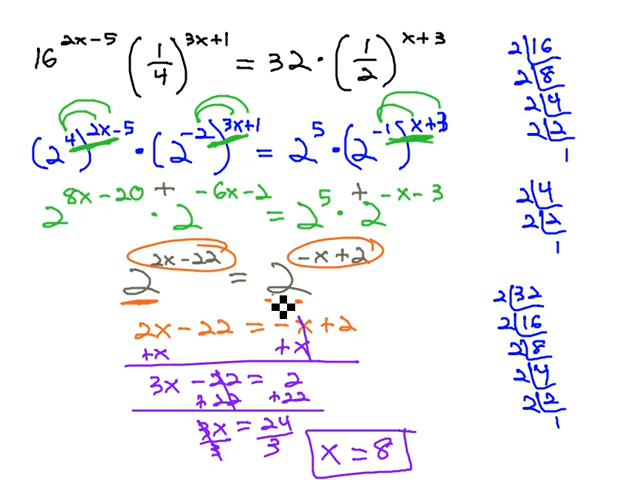 16^(2x-5) (1/4)^(3x+1) = 32 · (1/2)^(x+3)
(2^4)^(2x-5) · (2^-2)^(3x+1) = 2^5 · (2^-1)^(x+3)
2^(8x-20) + · 2^(-6x-2) = 2^5 + · 2^(-x-3)
2^(2x-22) = 2^(-x+2)
2x - 22 = -x + 2
+x +x
3x - 22 = 2
+22 +22
3x/3 = 24/3
x = 8
2 16
2 8
2 4
2 2
1
2 4
2 2
1
2 32
2 16
2 8
2 4
2 2
1